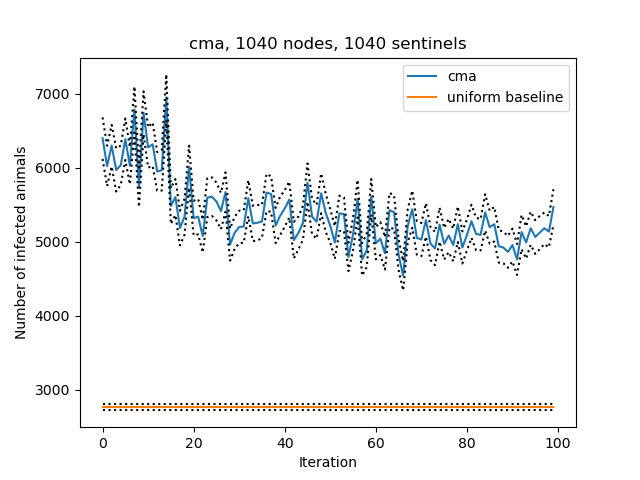 cma, 1040 nodes, 1040 sentinels
cma
uniform baseline
Number of infected animals
7000
6000
5000
4000
3000
0 20 40 60 80 100
Iteration